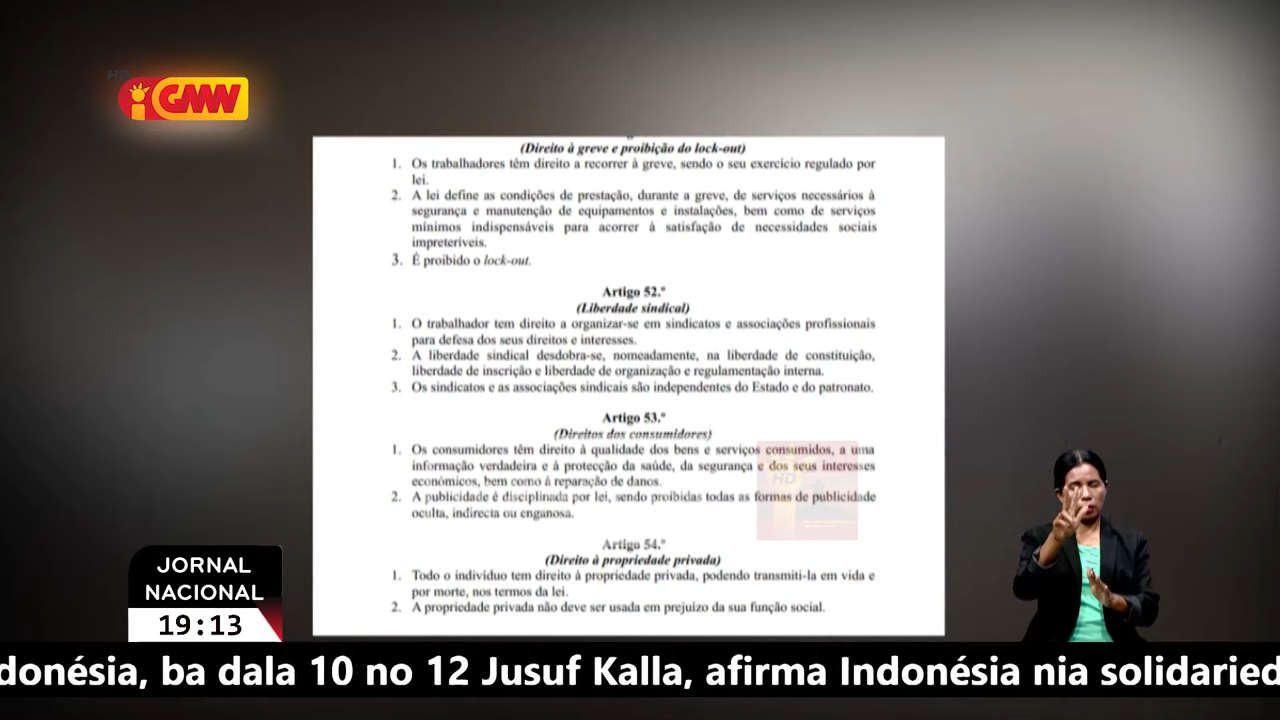 HD
GMN
(Direito à greve e proibição do lock-out)
1. Os trabalhadores têm direito a recorrer à greve, sendo o seu exercício regulado por
lei.
2. A lei define as condições de prestação, durante a greve, de serviços necessários à
segurança e manutenção de equipamentos e instalações, bem como de serviços
mínimos indispensáveis para acorrer à satisfação de necessidades sociais
impreteríveis.
3. É proibido o lock-out.
Artigo 52.º
(Liberdade sindical)
1. O trabalhador tem direito a organizar-se em sindicatos e associações profissionais
para defesa dos seus direitos e interesses.
2. A liberdade sindical desdobra-se, nomeadamente, na liberdade de constituição,
liberdade de inscrição e liberdade de organização e regulamentação interna.
3. Os sindicatos e as associações sindicais são independentes do Estado e do patronato.
Artigo 53.º
(Direitos dos consumidores)
1. Os consumidores têm direito à qualidade dos bens e serviços consumidos, a uma
informação verdadeira e à protecção da saúde, da segurança e dos seus interesses
económicos, bem como à reparação de danos.
2. A publicidade é disciplinada por lei, sendo proibidas todas as formas de publicidade
oculta, indirecta ou enganosa.
HD
Artigo 54.º
(Direito à propriedade privada)
1. Todo o indivíduo tem direito à propriedade privada, podendo transmiti-la em vida e
por morte, nos termos da lei.
2. A propriedade privada não deve ser usada em prejuízo da sua função social.
JORNAL
NACIONAL
19:13
donésia, ba dala 10 no 12 Jusuf Kalla, afirma Indonésia nia solidaried